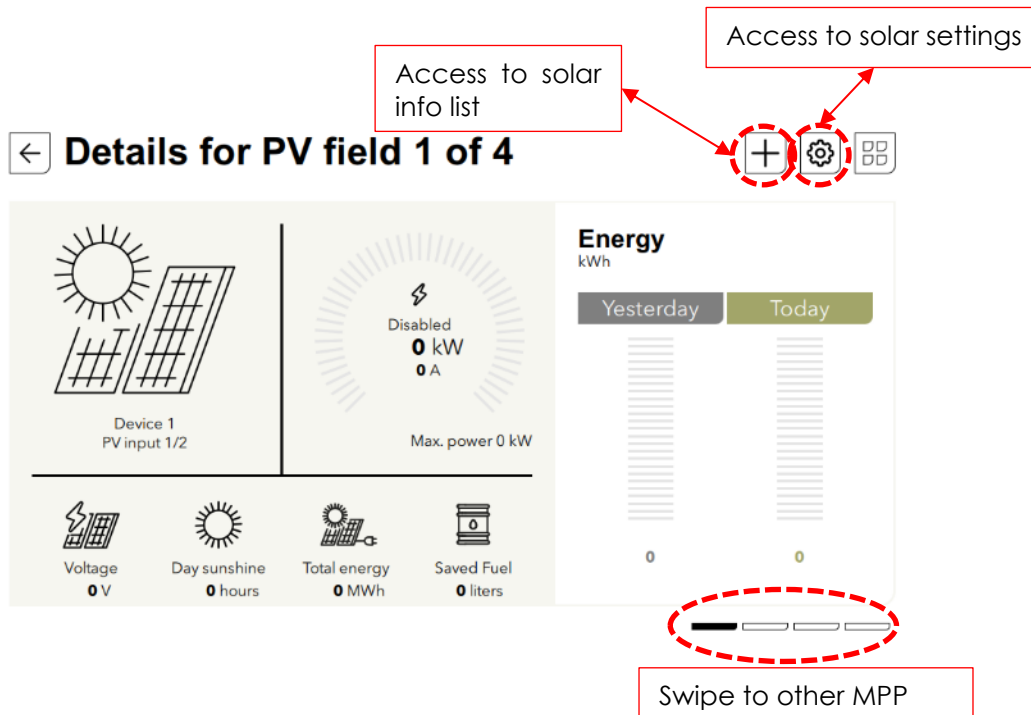 Access to solar settings
Access to solar
info list
Details for PV field 1 of 4
Energy
kWh
Yesterday
Today
Disabled
0 kW
0 A
Device 1
PV input 1/2
Max. power 0 kW
Voltage
0 V
Day sunshine
0 hours
Total energy
0 MWh
Saved Fuel
0 liters
0
0
Swipe to other MPP